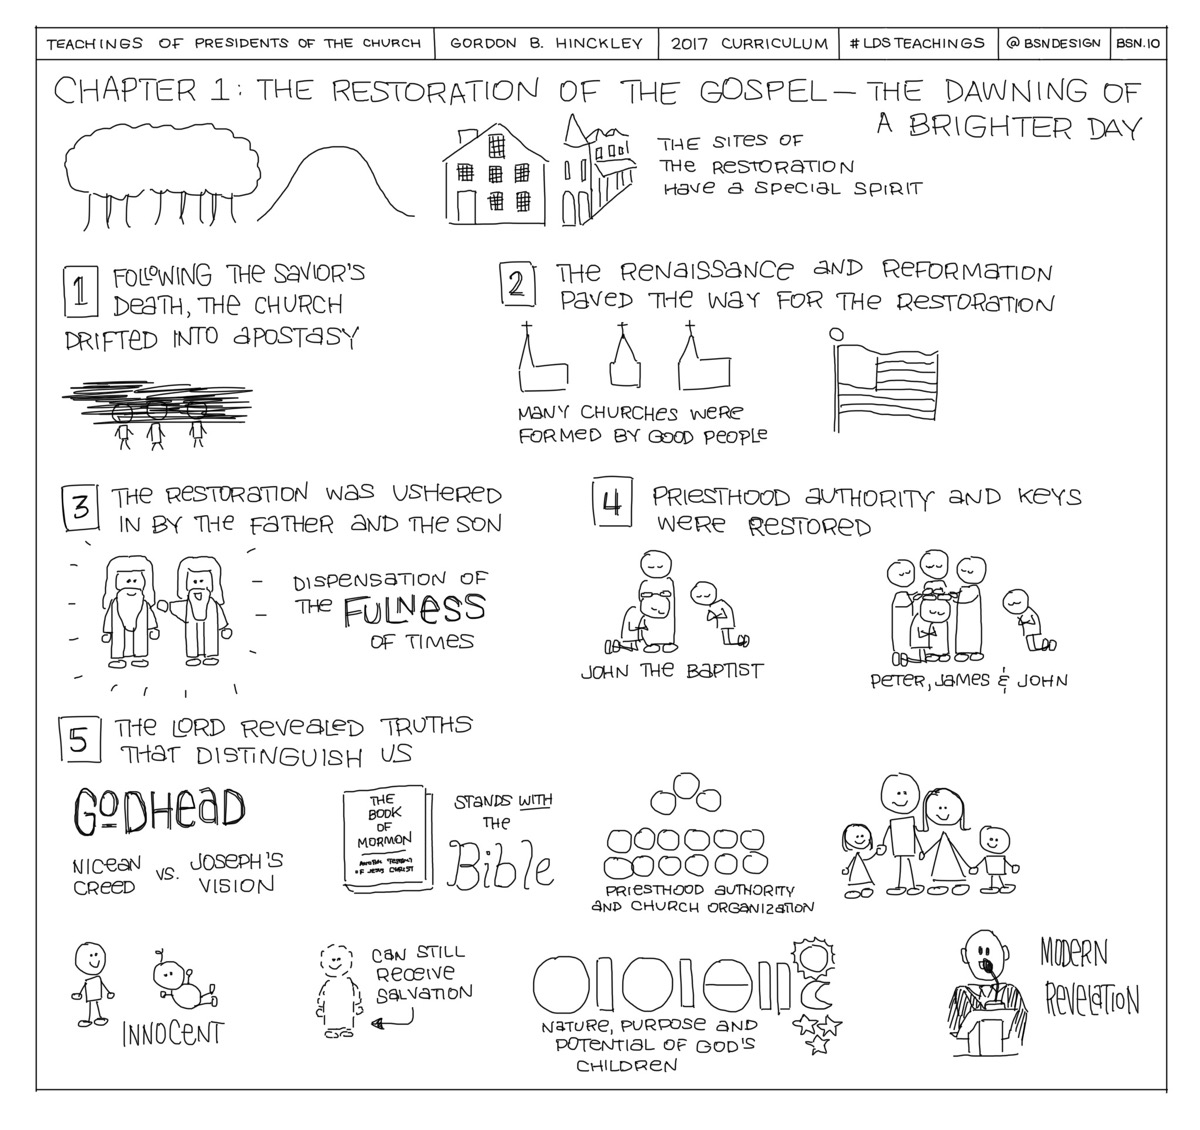 TEACHINGS OF PRESIDENTS OF THE CHURCH
GORDON B. HINCKLEY
2017 CURRICULUM
#LDSTEACHINGS
@BSNDESIGN
BSN.IO
CHAPTER 1: THE RESTORATION OF THE GOSPEL — THE DAWNING OF
A BRIGHTER DAY
THE SITES OF
THE RESTORATION
HAVE A SPECIAL SPIRIT
1 FOLLOWING THE SAVIOR'S
DEATH, THE CHURCH
DRIFTED INTO APOSTASY
2 THE RENAISSANCE AND REFORMATION
PAVED THE WAY FOR THE RESTORATION
MANY CHURCHES WERE
FORMED BY GOOD PEOPLE
3 THE RESTORATION WAS USHERED
IN BY THE FATHER AND THE SON
DISPENSATION OF
THE FULNESS
OF TIMES
4 PRIESTHOOD AUTHORITY AND KEYS
WERE RESTORED
JOHN THE BAPTIST
PETER, JAMES & JOHN
5 THE LORD REVEALED TRUTHS
THAT DISTINGUISH US
GODHEAD
NICEAN
CREED
VS.
JOSEPH'S
VISION
THE
BOOK
OF
MORMON
ANOTHER TESTAMENT
OF JESUS CHRIST
STANDS WITH
THE
Bible
PRIESTHOOD AUTHORITY
AND CHURCH ORGANIZATION
INNOCENT
CAN STILL
RECEIVE
SALVATION
NATURE, PURPOSE AND
POTENTIAL OF GOD'S
CHILDREN
MODERN
REVELATION